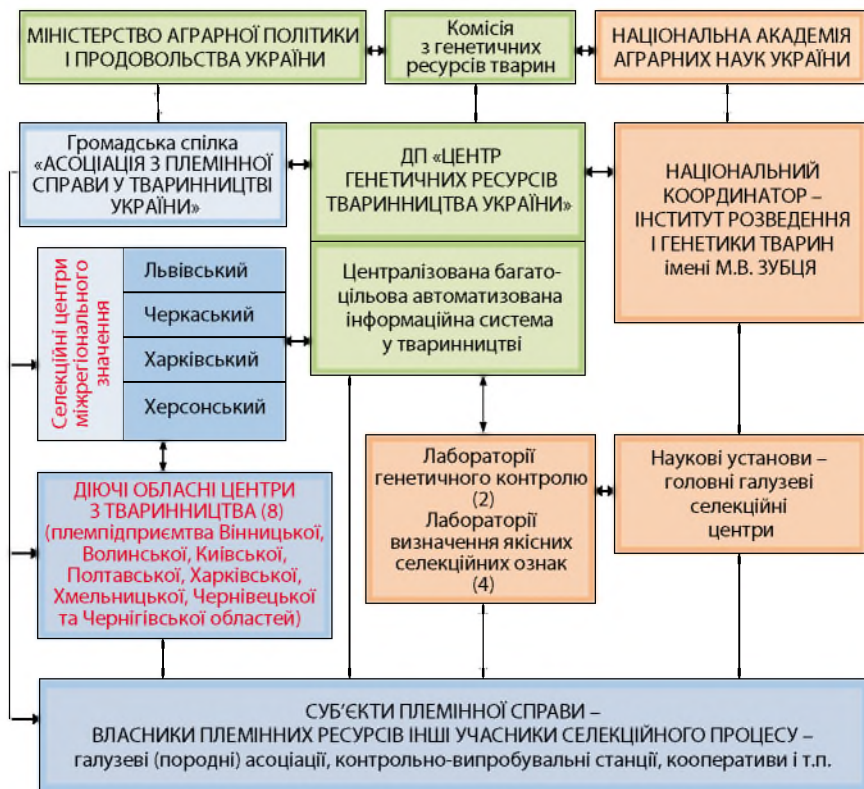 МІНІСТЕРСТВО АГРАРНОЇ ПОЛІТИКИ
І ПРОДОВОЛЬСТВА УКРАЇНИ
Комісія
з генетичних
ресурсів тварин
НАЦІОНАЛЬНА АКАДЕМІЯ
АГРАРНИХ НАУК УКРАЇНИ
Громадська спілка
«АСОЦІАЦІЯ З ПЛЕМІННОЇ
СПРАВИ У ТВАРИННИЦТВІ
УКРАЇНИ»
ДП «ЦЕНТР
ГЕНЕТИЧНИХ РЕСУРСІВ
ТВАРИННИЦТВА УКРАЇНИ»
НАЦІОНАЛЬНИЙ
КООРДИНАТОР –
ІНСТИТУТ РОЗВЕДЕННЯ
І ГЕНЕТИКИ ТВАРИН
імені М.В. ЗУБЦЯ
Селекційні центри
міжрегіонального
значення
Львівський
Черкаський
Харківський
Херсонський
Централізована багато-
цільова автоматизована
інформаційна система
у тваринництві
ДІЮЧІ ОБЛАСНІ ЦЕНТРИ
З ТВАРИННИЦТВА (8)
(племпідприємтва Вінницької,
Волинської, Київської,
Полтавської, Харківської,
Хмельницької, Чернівецької
та Чернігівської областей)
Лабораторії
генетичного контролю
(2)
Лабораторії
визначення якісних
селекційних ознак
(4)
Наукові установи –
головні галузеві
селекційні
центри
СУБ’ЄКТИ ПЛЕМІННОЇ СПРАВИ –
ВЛАСНИКИ ПЛЕМІННИХ РЕСУРСІВ ІНШІ УЧАСНИКИ СЕЛЕКЦІЙНОГО ПРОЦЕСУ –
галузеві (породні) асоціації, контрольно-випробувальні станції, кооперативи і т.п.